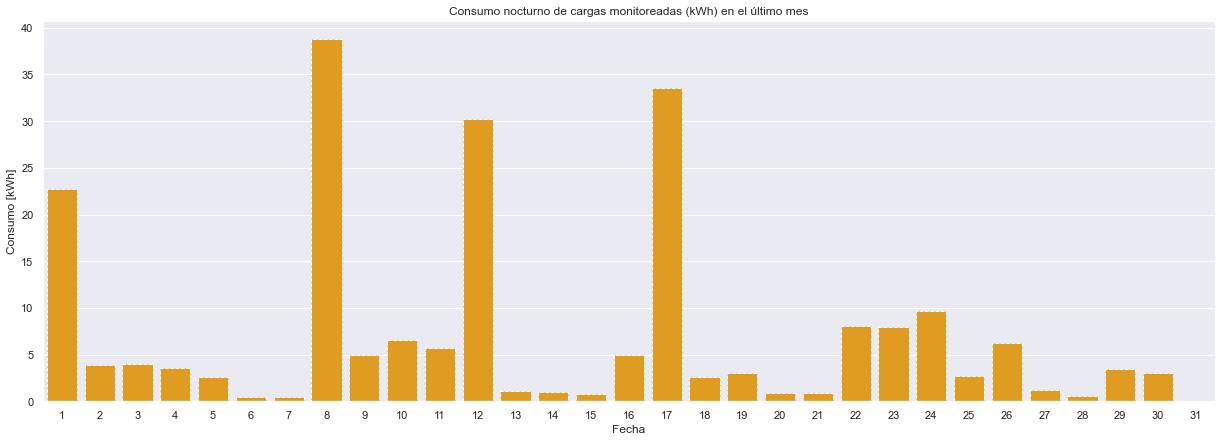 Consumo nocturno de cargas monitoreadas (kWh) en el último mes
40
35
30
25
20
15
10
5
0
Consumo [kWh]
1 2 3 4 5 6 7 8 9 10 11 12 13 14 15 16 17 18 19 20 21 22 23 24 25 26 27 28 29 30 31
Fecha